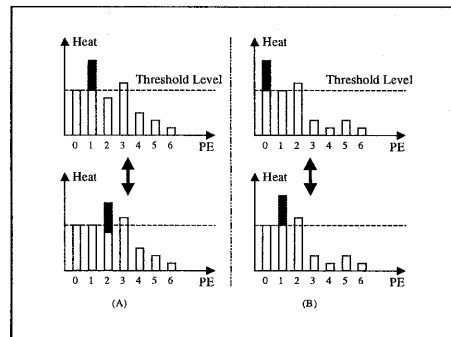 Heat
Threshold Level
0 1 2 3 4 5 6 PE
Heat
0 1 2 3 4 5 6 PE
(A)
Heat
Threshold Level
0 1 2 3 4 5 6 PE
Heat
0 1 2 3 4 5 6 PE
(B)